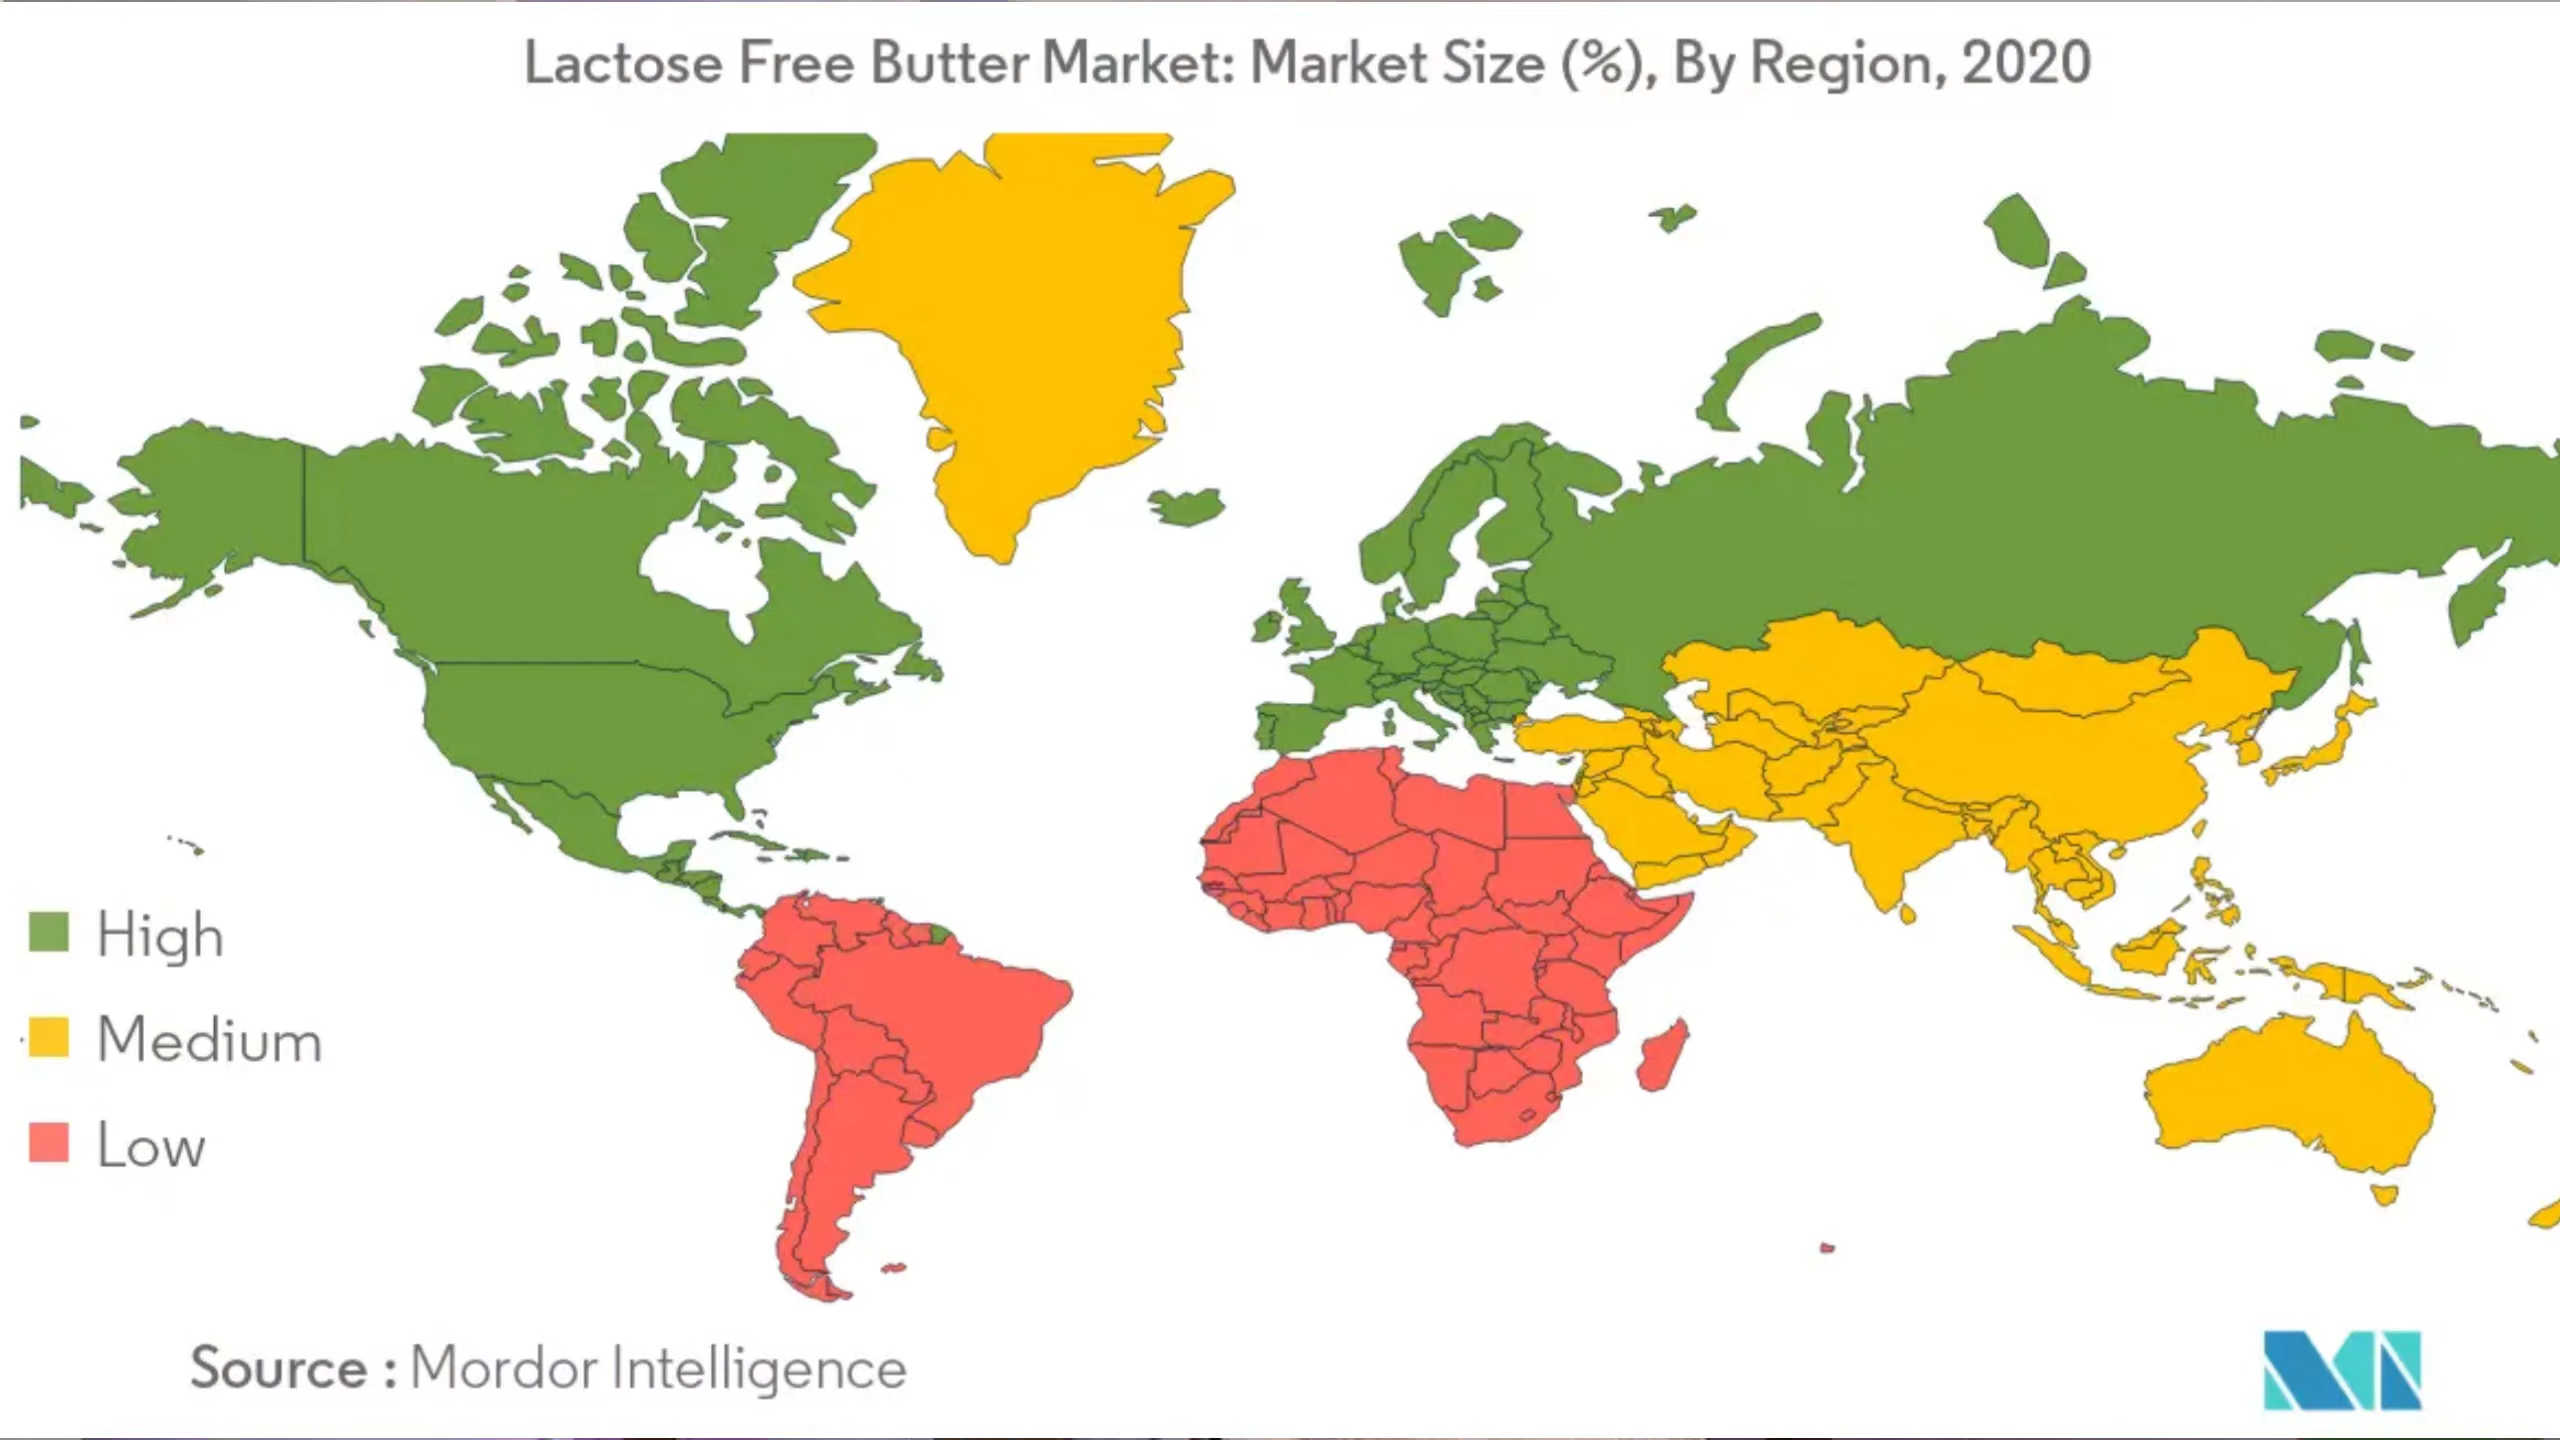 Lactose Free Butter Market: Market Size (%), By Region, 2020
High
Medium
Low
Source : Mordor Intelligence